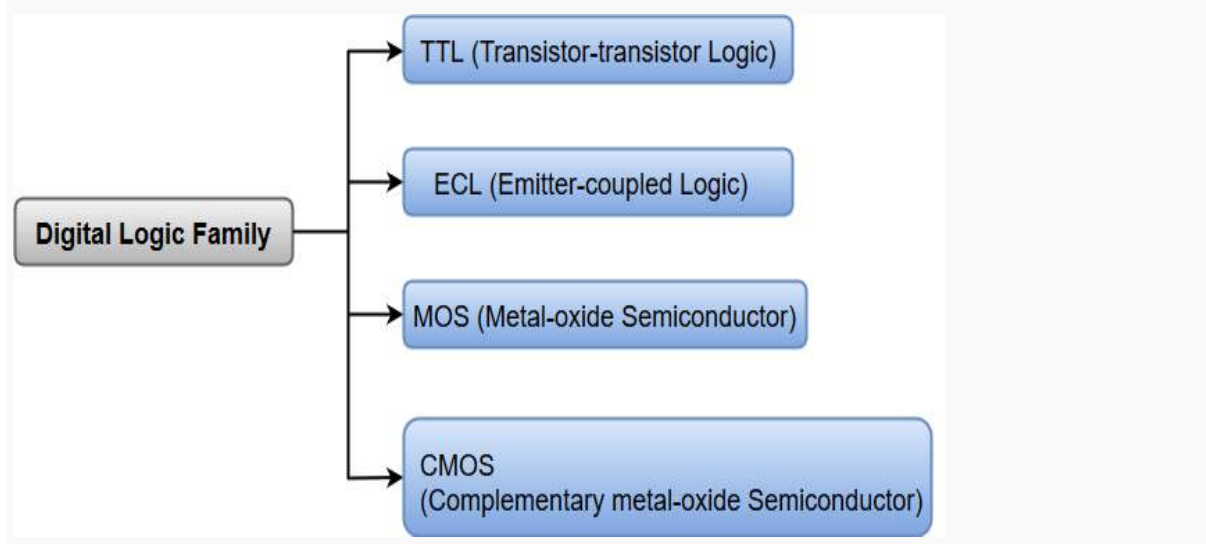 TTL (Transistor-transistor Logic)
ECL (Emitter-coupled Logic)
Digital Logic Family
MOS (Metal-oxide Semiconductor)
CMOS
(Complementary metal-oxide Semiconductor)